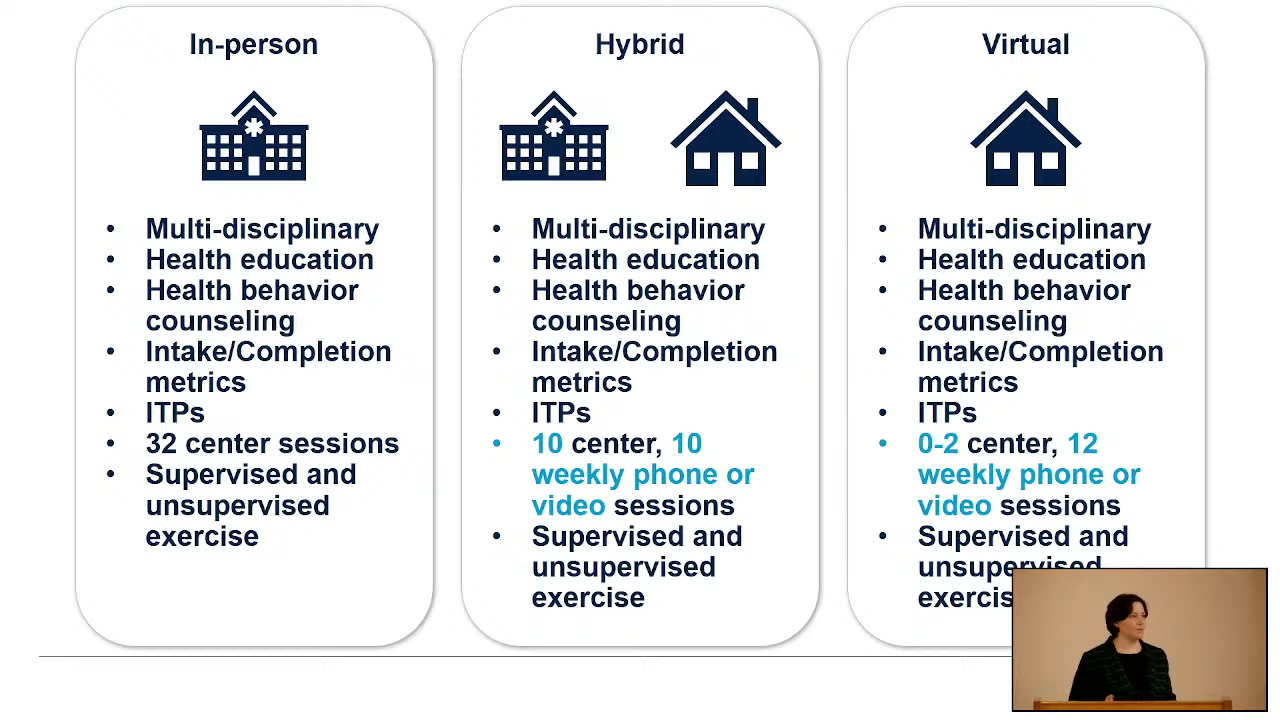 In-person
• Multi-disciplinary
• Health education
• Health behavior
counseling
• Intake/Completion
metrics
• ITPs
• 32 center sessions
• Supervised and
unsupervised
exercise
Hybrid
• Multi-disciplinary
• Health education
• Health behavior
counseling
• Intake/Completion
metrics
• ITPs
• 10 center, 10
weekly phone or
video sessions
• Supervised and
unsupervised
exercise
Virtual
• Multi-disciplinary
• Health education
• Health behavior
counseling
• Intake/Completion
metrics
• ITPs
• 0-2 center, 12
weekly phone or
video sessions
• Supervised and
unsupervised